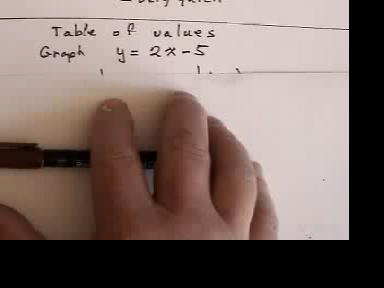 Table of values
Graph y = 2x - 5